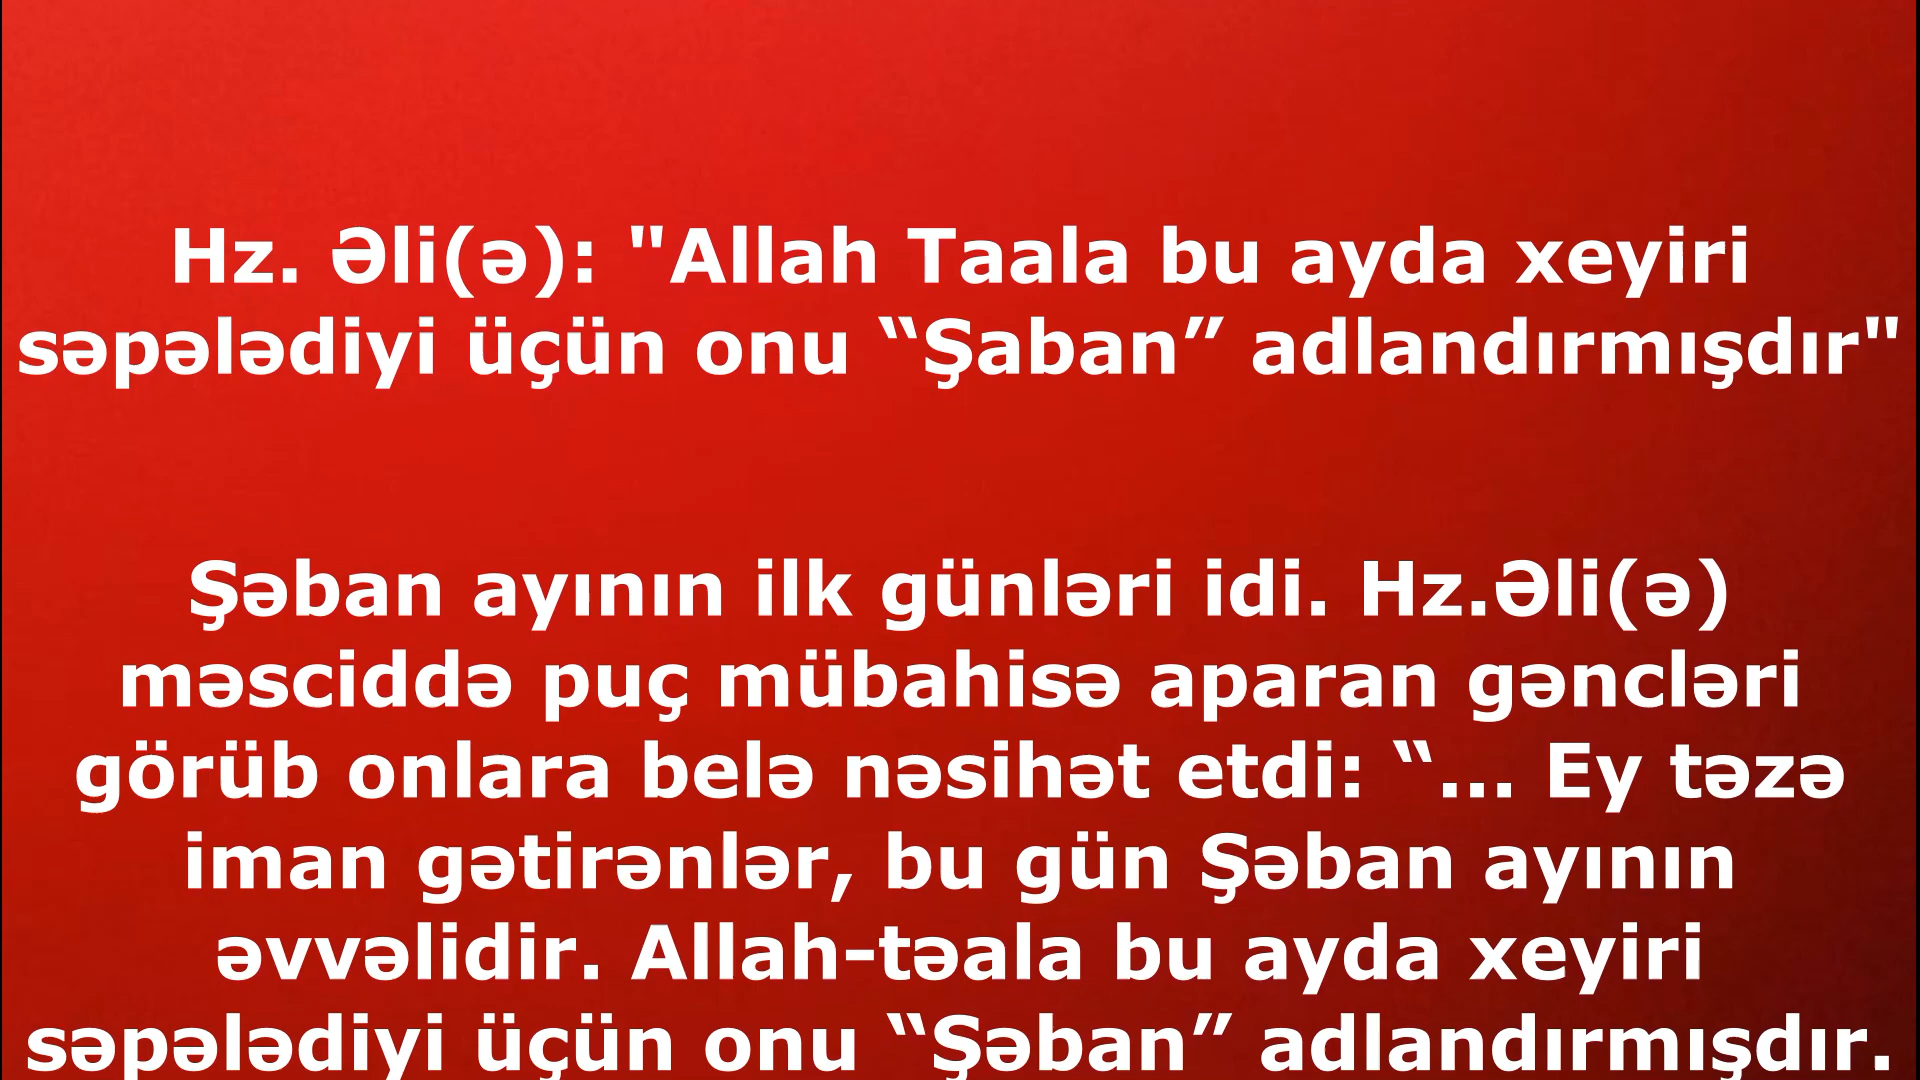 Hz. Əli(ə): "Allah Taala bu ayda xeyiri
səpələdiyi üçün onu “Şaban” adlandırmışdır"
Şəban ayının ilk günləri idi. Hz.Əli(ə)
məsciddə puç mübahisə aparan gəncləri
görüb onlara belə nəsihət etdi: “... Ey təzə
iman gətirənlər, bu gün Şəban ayının
əvvəlidir. Allah-təala bu ayda xeyiri
səpələdiyi üçün onu “Şəban” adlandırmışdır.